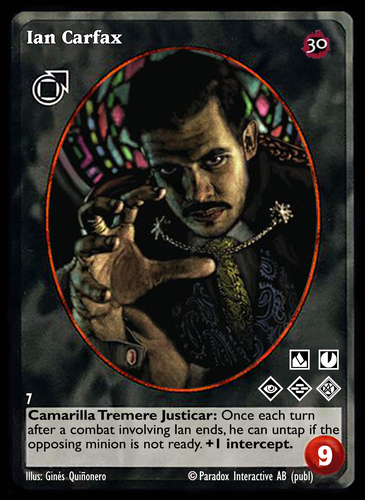 Ian Carfax
30
7
Camarilla Tremere Justicar: Once each turn
after a combat involving Ian ends, he can untap if the
opposing minion is not ready. +1 intercept.
9
Illus: Ginés Quiñonero
© Paradox Interactive AB (publ)